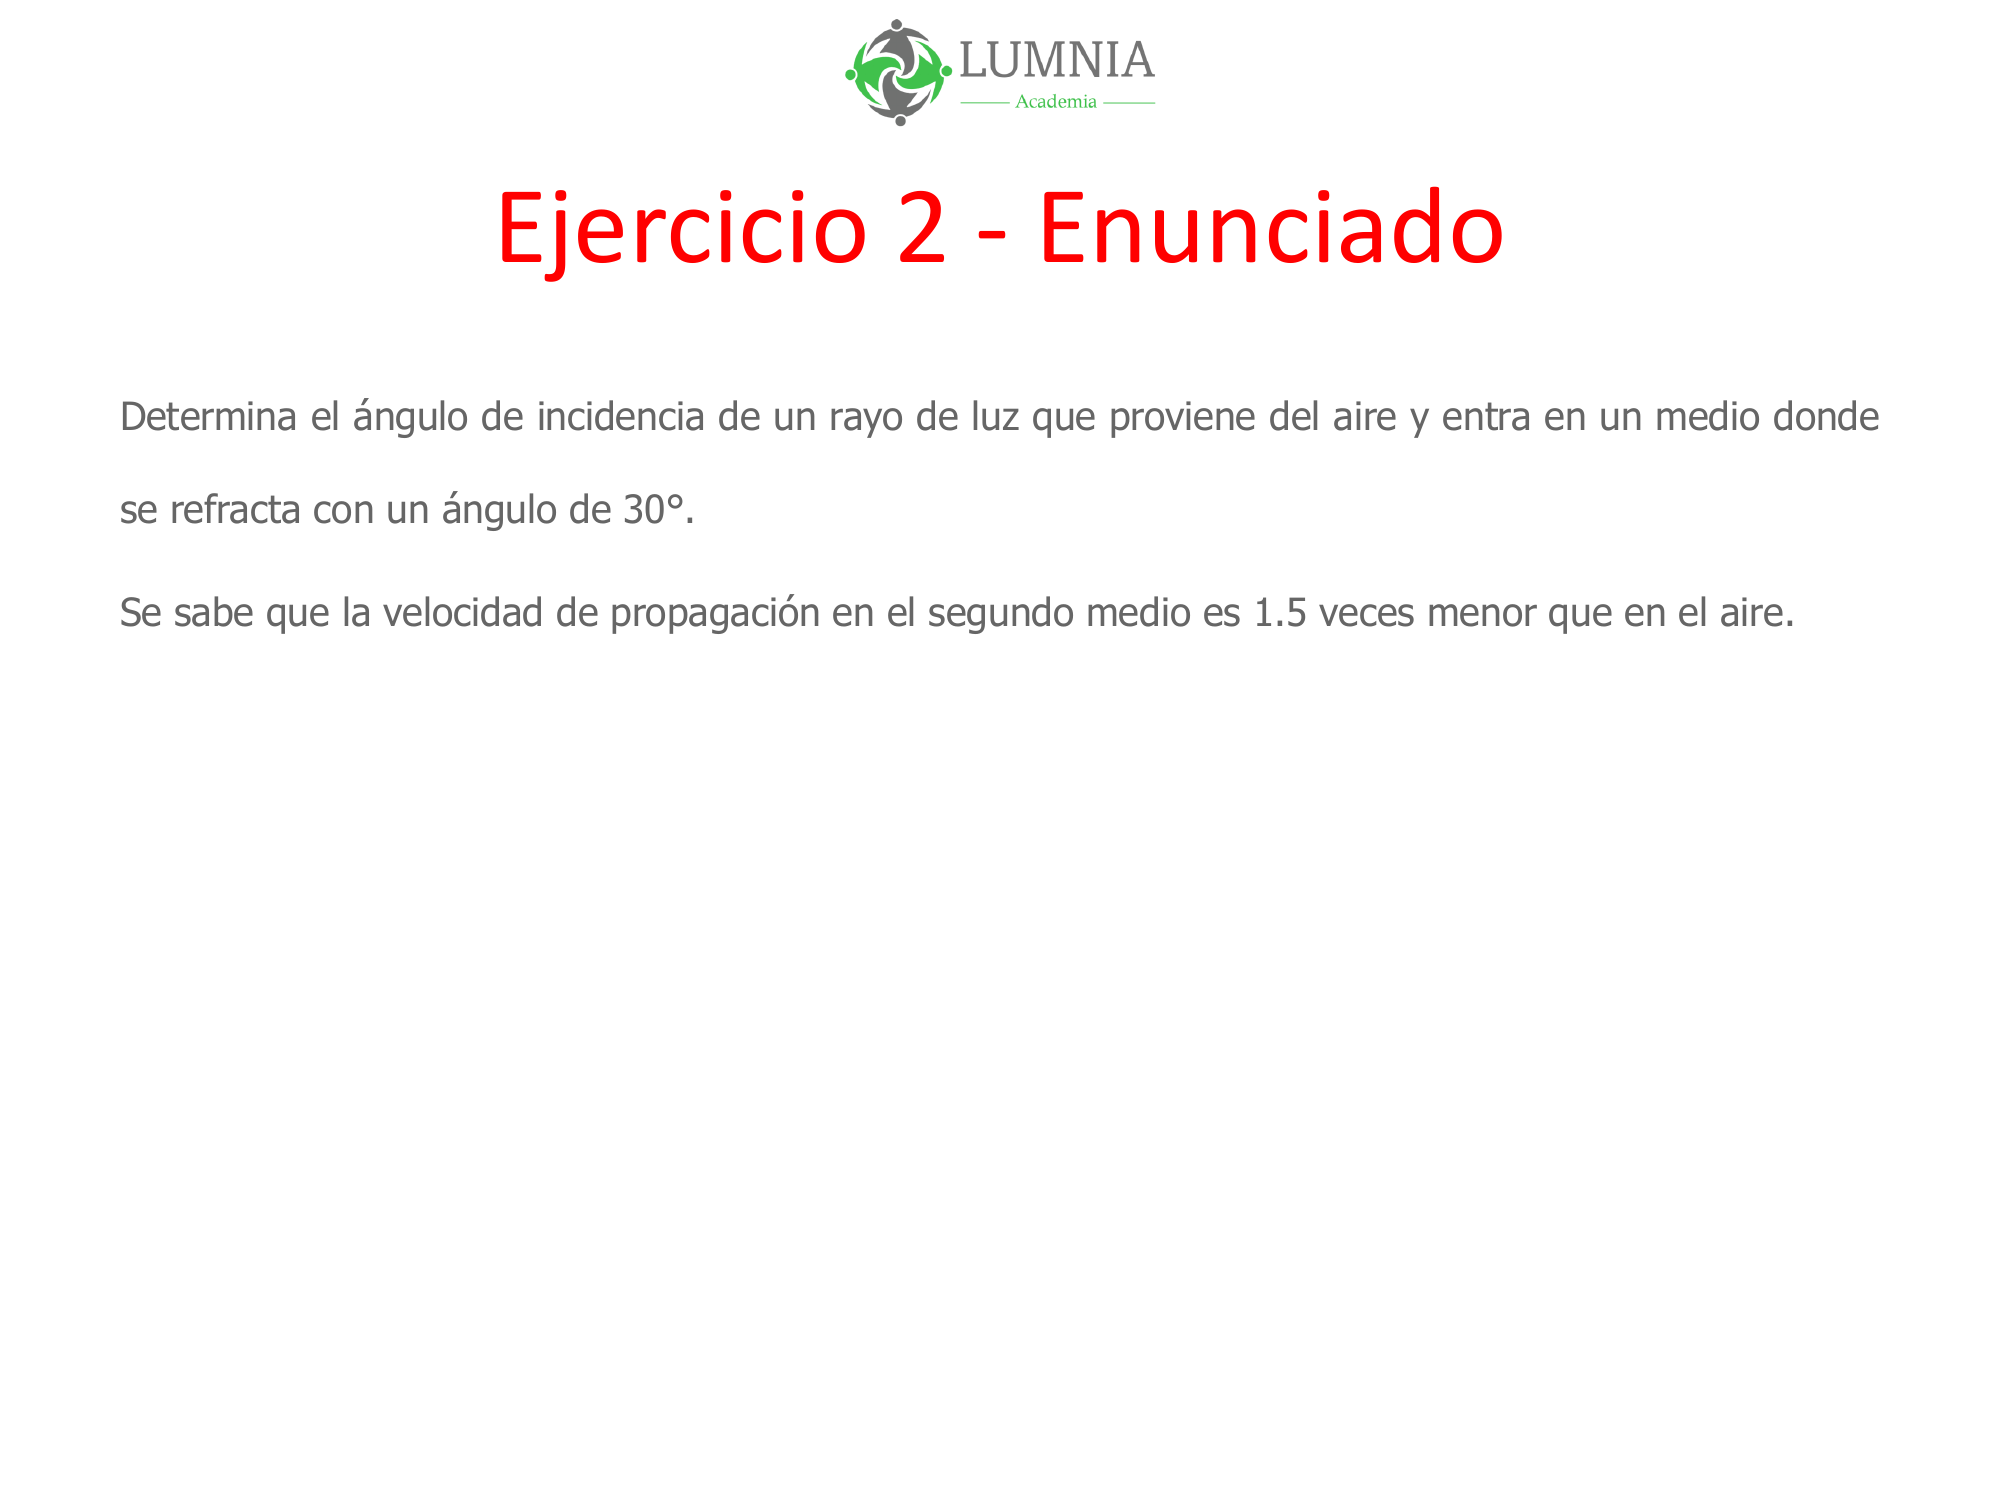 LUMNIA
Academia
Ejercicio 2 - Enunciado
Determina el ángulo de incidencia de un rayo de luz que proviene del aire y entra en un medio donde
se refracta con un ángulo de 30°.
Se sabe que la velocidad de propagación en el segundo medio es 1.5 veces menor que en el aire.